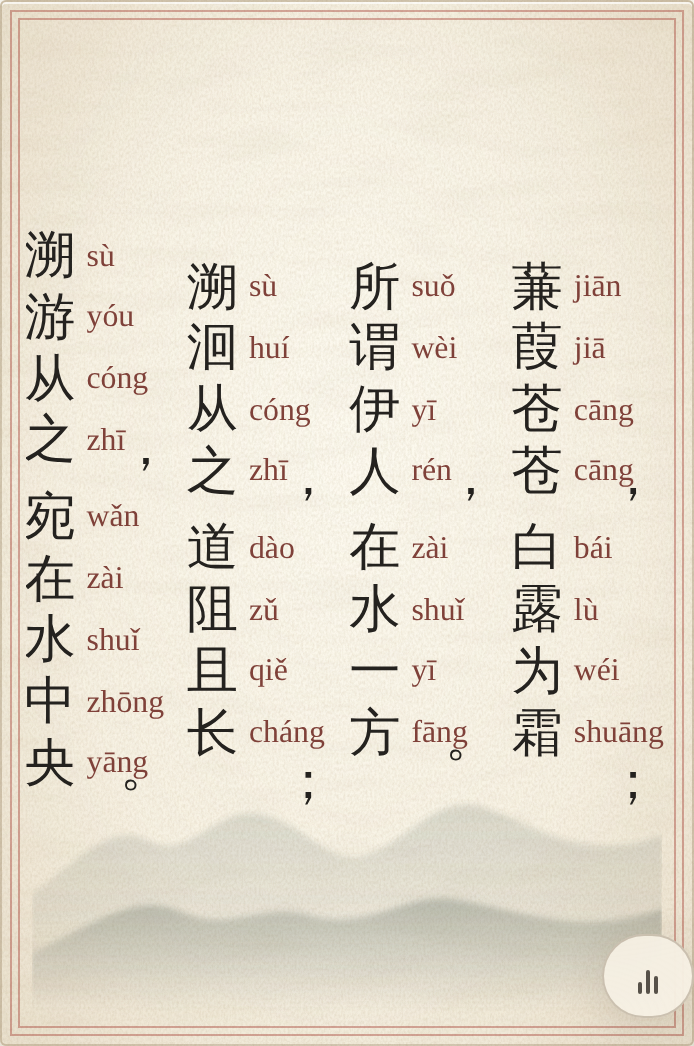 蒹jiān葭jiā苍cāng苍cāng，白bái露lù为wéi霜shuāng；
所suǒ谓wèi伊yī人rén，在zài水shuǐ一yī方fāng。
溯sù洄huí从cóng之zhī，道dào阻zǔ且qiě长cháng；
溯sù游yóu从cóng之zhī，宛wǎn在zài水shuǐ中zhōng央yāng。